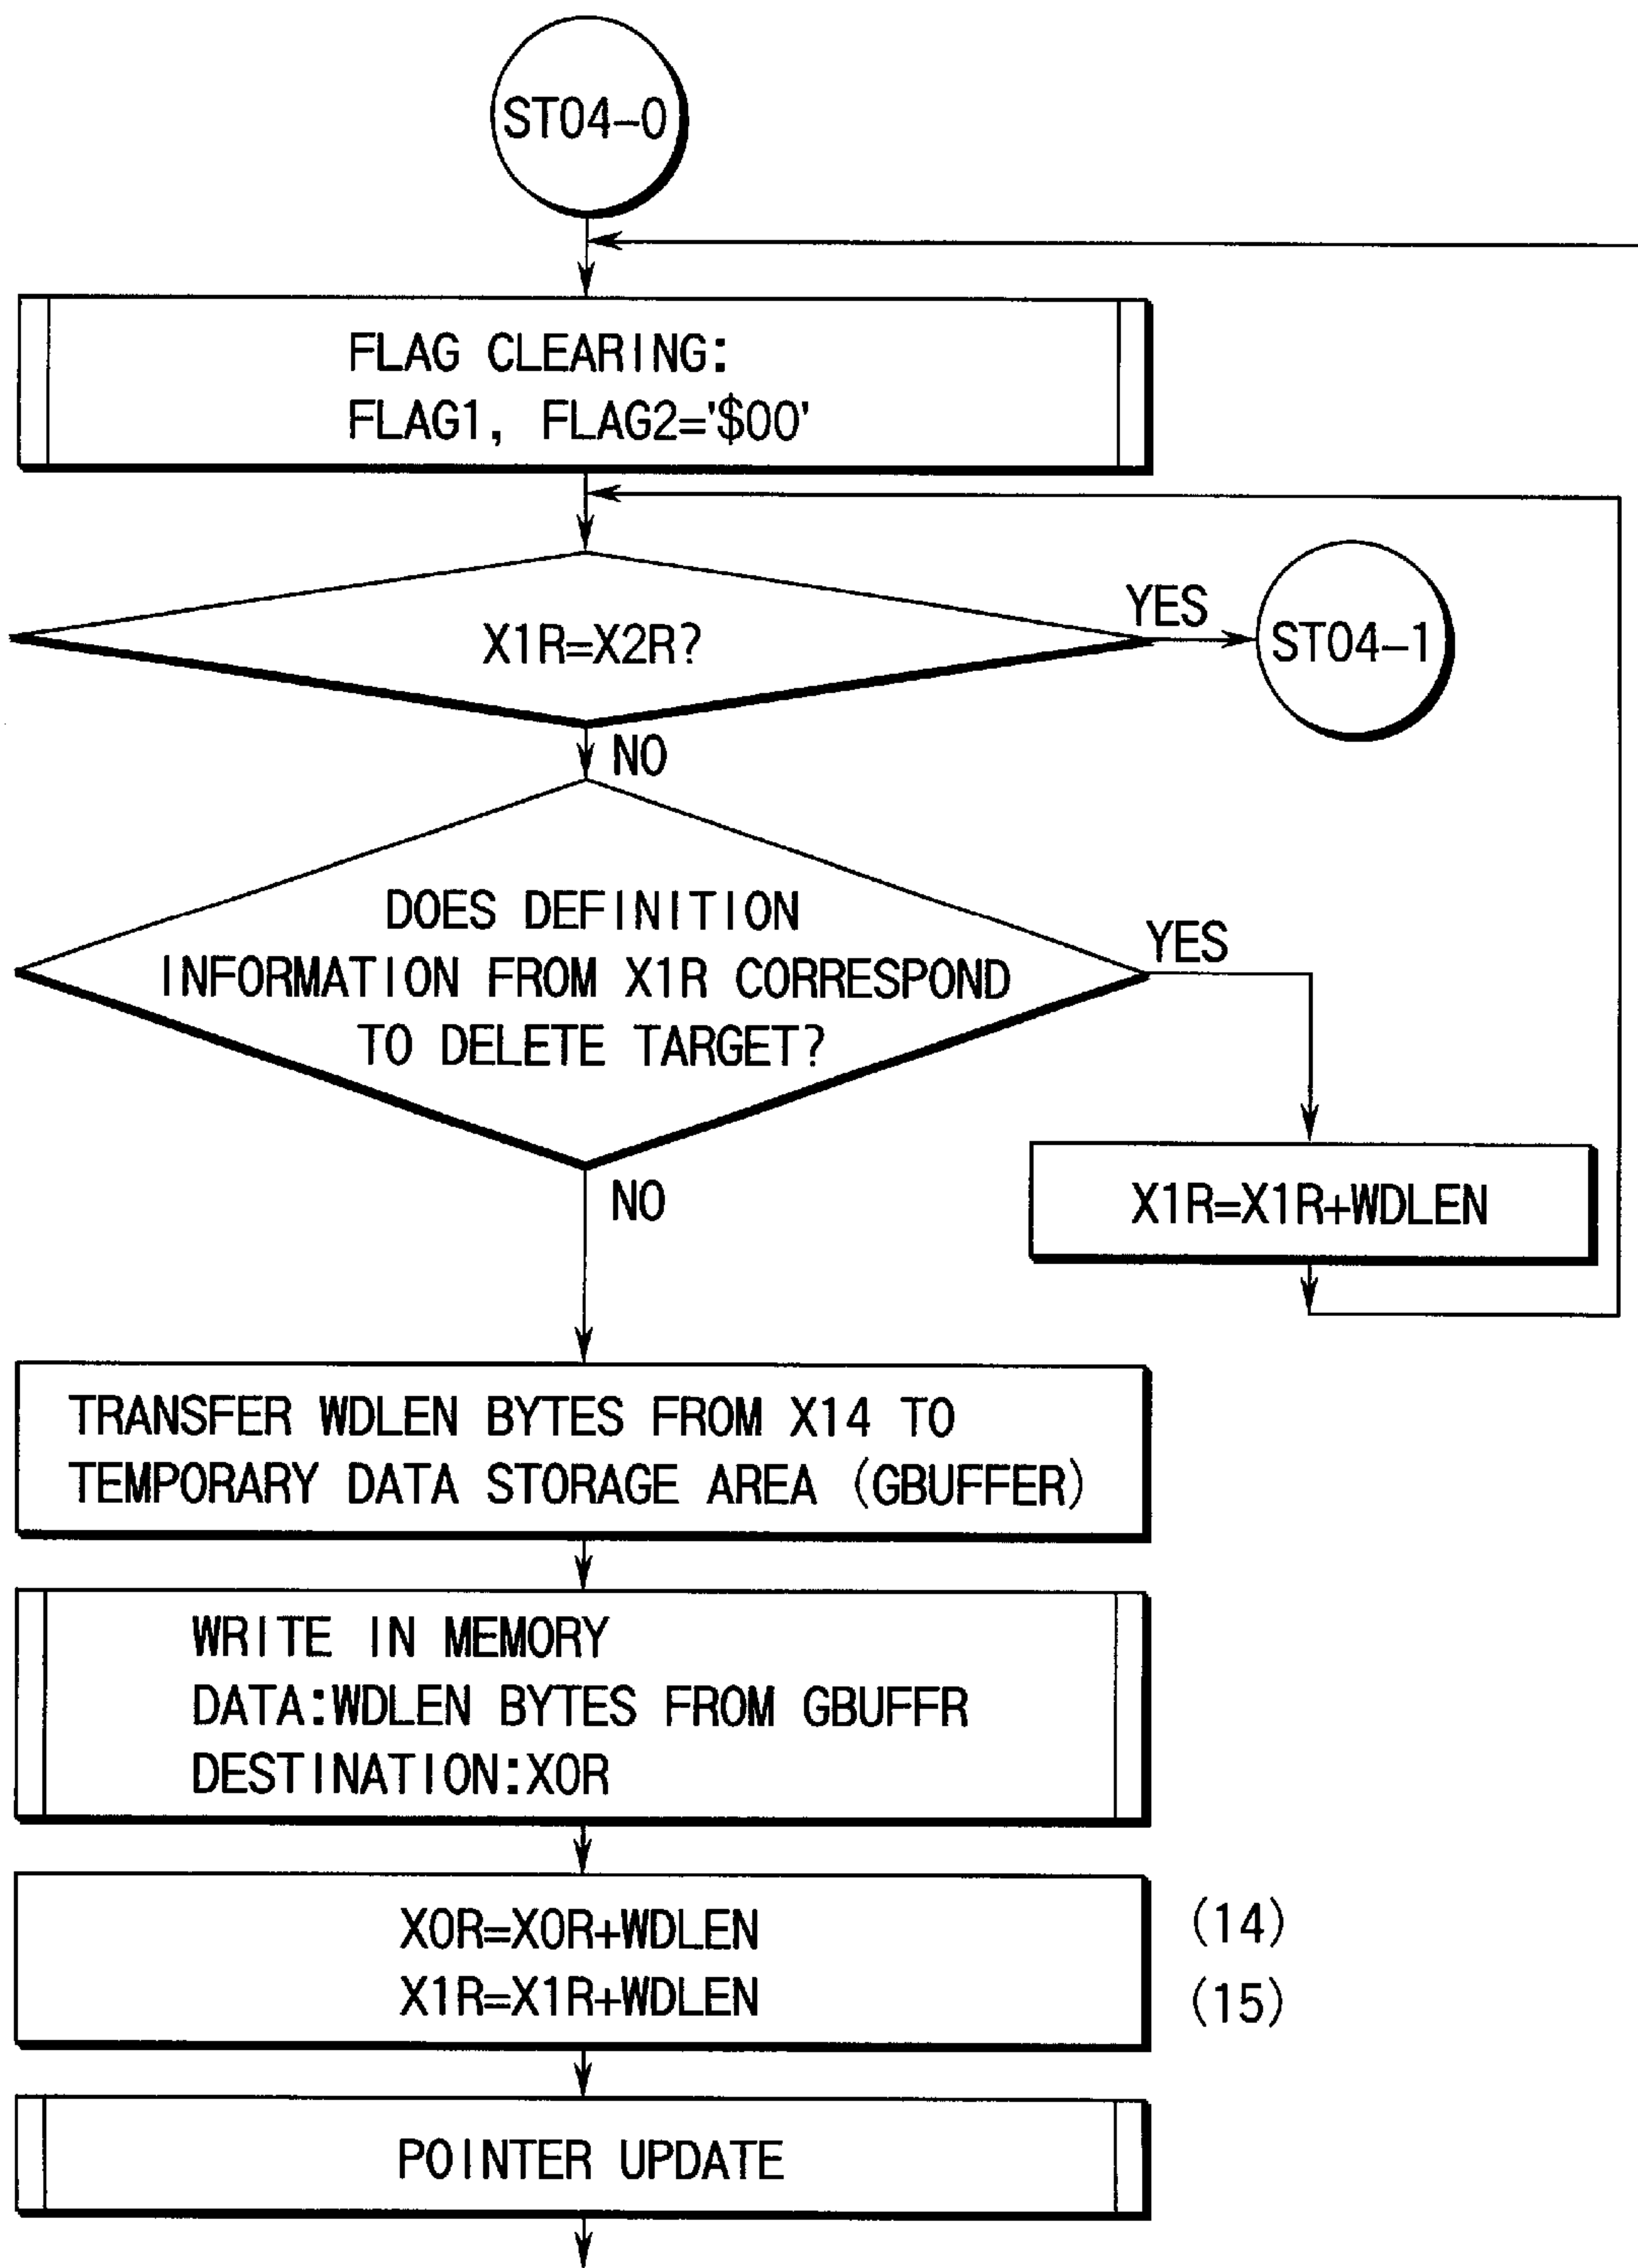 ST04-0
FLAG CLEARING:
FLAG1, FLAG2='$00'
X1R=X2R?
YES
ST04-1
NO
DOES DEFINITION
INFORMATION FROM X1R CORRESPOND
TO DELETE TARGET?
YES
X1R=X1R+WDLEN
NO
TRANSFER WDLEN BYTES FROM X14 TO
TEMPORARY DATA STORAGE AREA (GBUFFER)
WRITE IN MEMORY
DATA:WDLEN BYTES FROM GBUFFR
DESTINATION:X0R
X0R=X0R+WDLEN (14)
X1R=X1R+WDLEN (15)
POINTER UPDATE